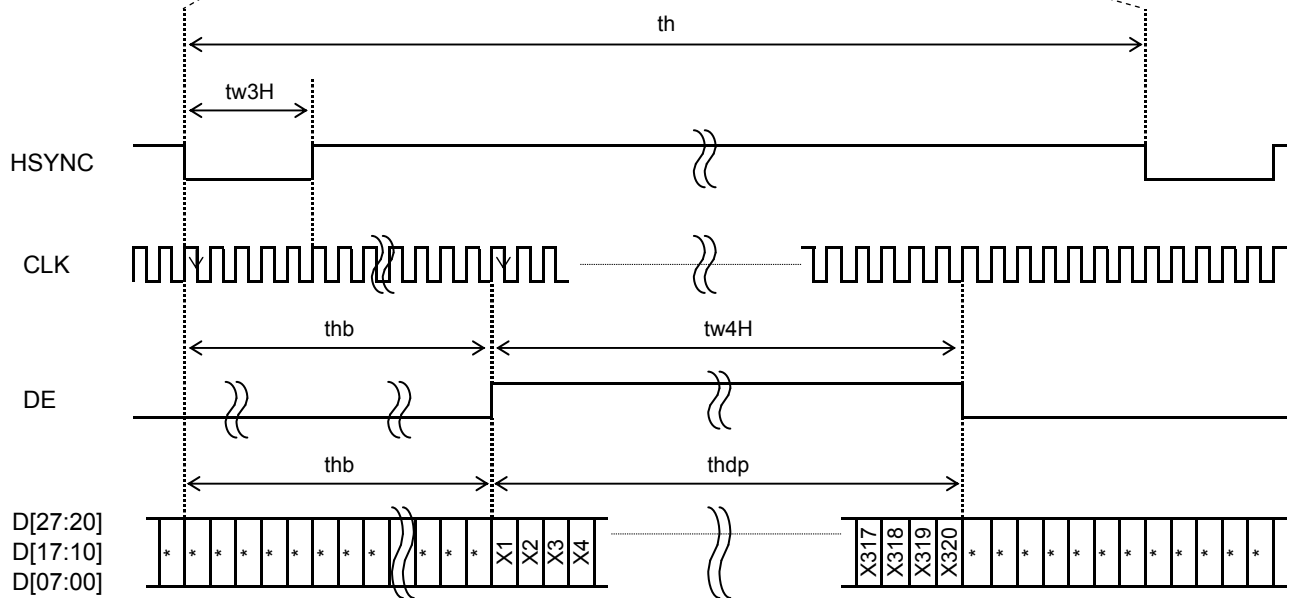 th
tw3H
HSYNC
CLK
thb
tw4H
DE
thb
thdp
D[27:20]
D[17:10]
D[07:00]
* * * * * * * * * * * * X1 X2 X3 X4 X317 X318 X319 X320 * * * * * * * * * * * *